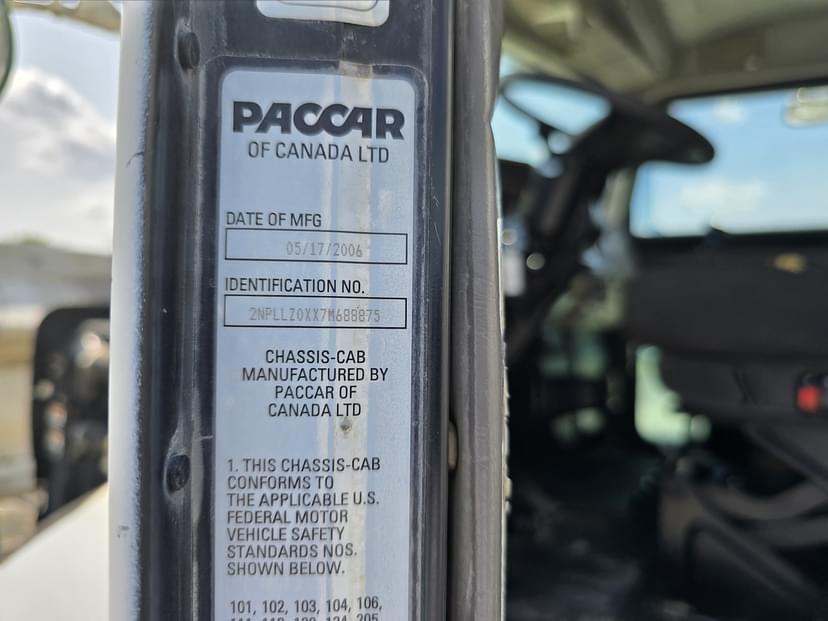 PACCAR
OF CANADA LTD
DATE OF MFG
05/17/2006
IDENTIFICATION NO.
2NPLLZ0XX7M688875
CHASSIS-CAB
MANUFACTURED BY
PACCAR OF
CANADA LTD
1. THIS CHASSIS-CAB
CONFORMS TO
THE APPLICABLE U.S.
FEDERAL MOTOR
VEHICLE SAFETY
STANDARDS NOS.
SHOWN BELOW.
101, 102, 103, 104, 106,